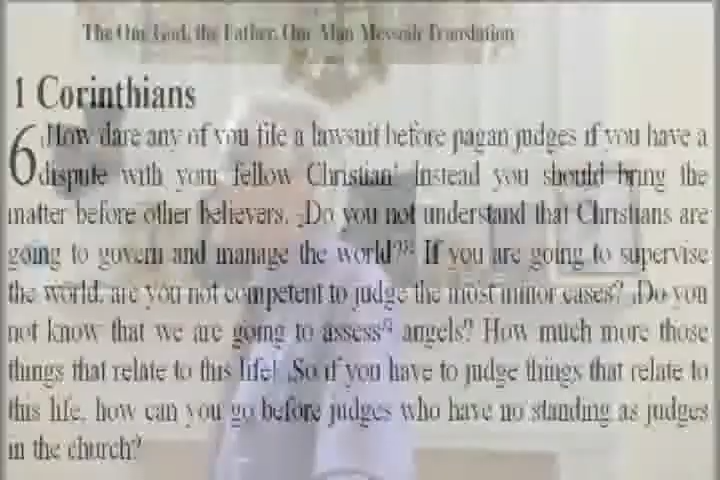 The One God, the Father, One Man Messiah Translation
1 Corinthians
6 How dare any of you file a lawsuit before pagan judges if you have a
dispute with your fellow Christian! Instead you should bring the
matter before other believers. 2Do you not understand that Christians are
going to govern and manage the world? If you are going to supervise
the world, are you not competent to judge the most minor cases? 3Do you
not know that we are going to assess angels? How much more those
things that relate to this life! 4So if you have to judge things that relate to
this life, how can you go before judges who have no standing as judges
in the church?